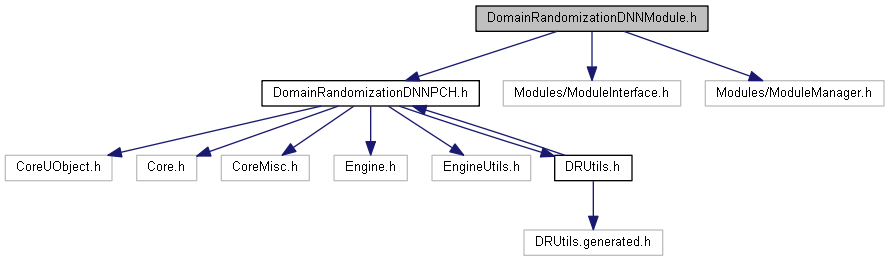 DomainRandomizationDNNModule.h
DomainRandomizationDNNPCH.h
Modules/ModuleInterface.h
Modules/ModuleManager.h
CoreUObject.h
Core.h
CoreMisc.h
Engine.h
EngineUtils.h
DRUtils.h
DRUtils.generated.h